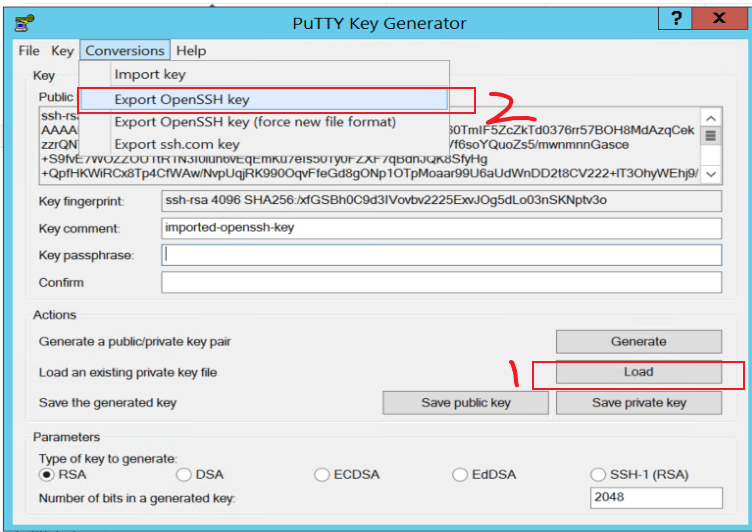 PuTTY Key Generator
? X
File Key Conversions Help
Import key
Export OpenSSH key
Export OpenSSH key (force new file format)
Export ssh.com key
2
Key
Public
ssh-rsa
AAAA 60TmIF5ZcZkTd0376rr57BOH8MdAzqCek
zzrQN /f6soYQuoZs5/mwnmnnGasce
+QpfHKWiRCx8Tp4CfWAw/NvpUqjRK990OqvFfeGd8gONp1OTpMoaar99U6aUdWnDD2t8CV222+IT3OhyWEhj9/
Key fingerprint: ssh-rsa 4096 SHA256:/xfGSBh0C9d3IVovbv2225ExvJOg5dLo03nSKNptv3o
Key comment: imported-openssh-key
Key passphrase:
Confirm
Actions
Generate a public/private key pair Generate
Load an existing private key file 1 Load
Save the generated key Save public key Save private key
Parameters
Type of key to generate:
RSA DSA ECDSA EdDSA SSH-1 (RSA)
Number of bits in a generated key: 2048